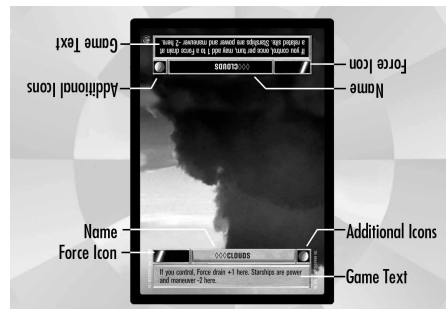 Game Text
If you control, once per turn, may add 1 to a Force drain at
a related site. Starships are power and maneuver -2 here.
Force Icon
◊◊◊CLOUDS
Additional Icons
Name
Name
Additional Icons
Force Icon
◊◊◊CLOUDS
If you control, Force drain +1 here. Starships are power
and maneuver -2 here.
Game Text